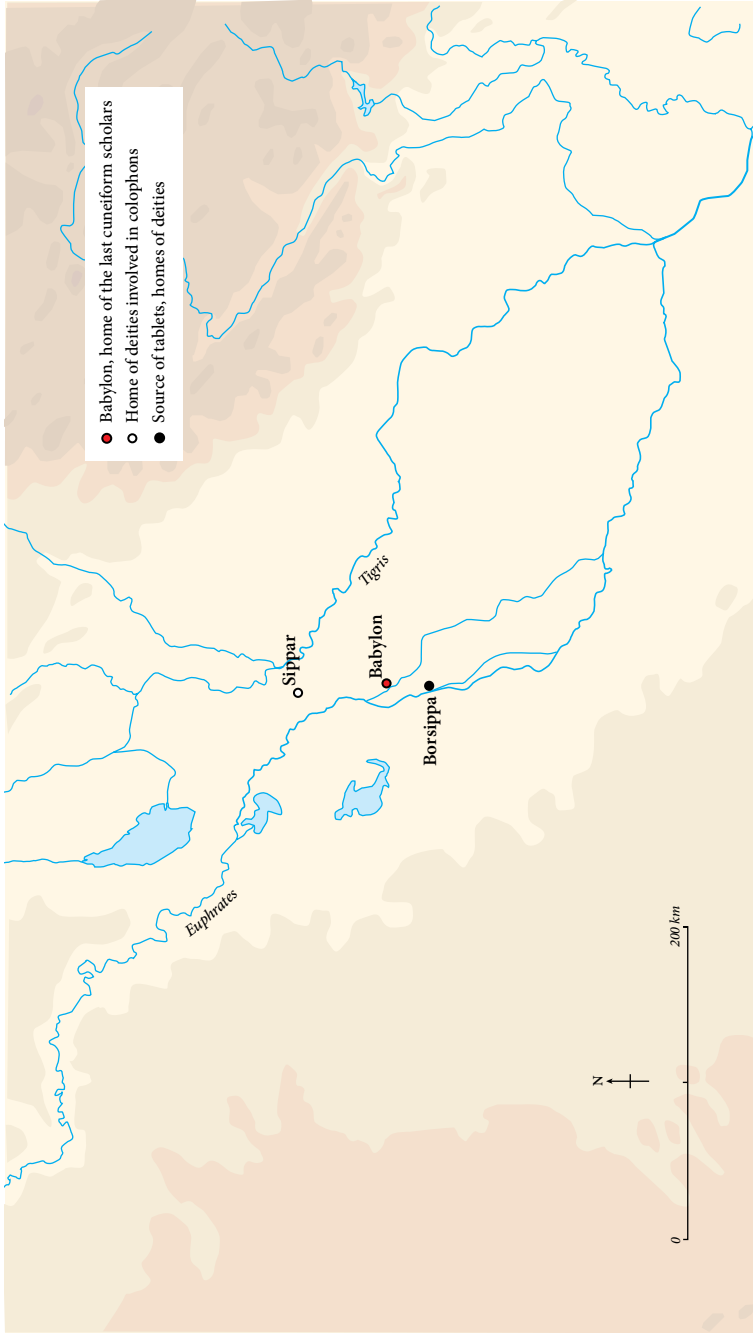 Babylon, home of the last cuneiform scholars
Home of deities involved in colophons
Source of tablets, homes of deities
Sippar
Tigris
Babylon
Borsippa
Euphrates
N
0
200 km